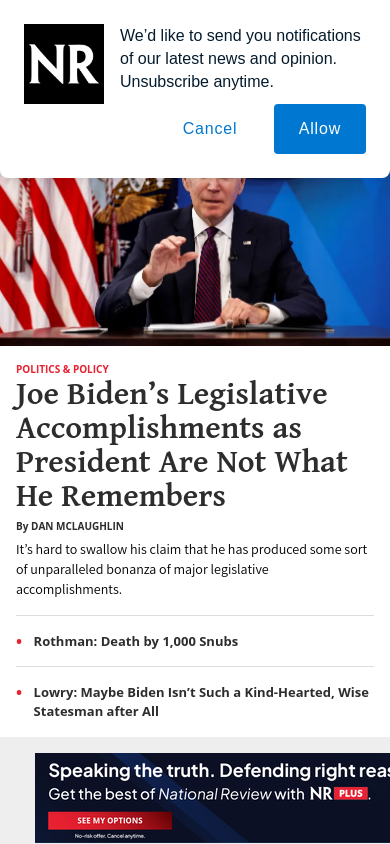 NR
We’d like to send you notifications
of our latest news and opinion.
Unsubscribe anytime.
Cancel
Allow
POLITICS & POLICY
Joe Biden’s Legislative
Accomplishments as
President Are Not What
He Remembers
By DAN MCLAUGHLIN
It’s hard to swallow his claim that he has produced some sort
of unparalleled bonanza of major legislative
accomplishments.
• Rothman: Death by 1,000 Snubs
• Lowry: Maybe Biden Isn’t Such a Kind-Hearted, Wise
Statesman after All
Speaking the truth. Defending right reas
Get the best of National Review with NR PLUS.
SEE MY OPTIONS
No-risk offer. Cancel anytime.